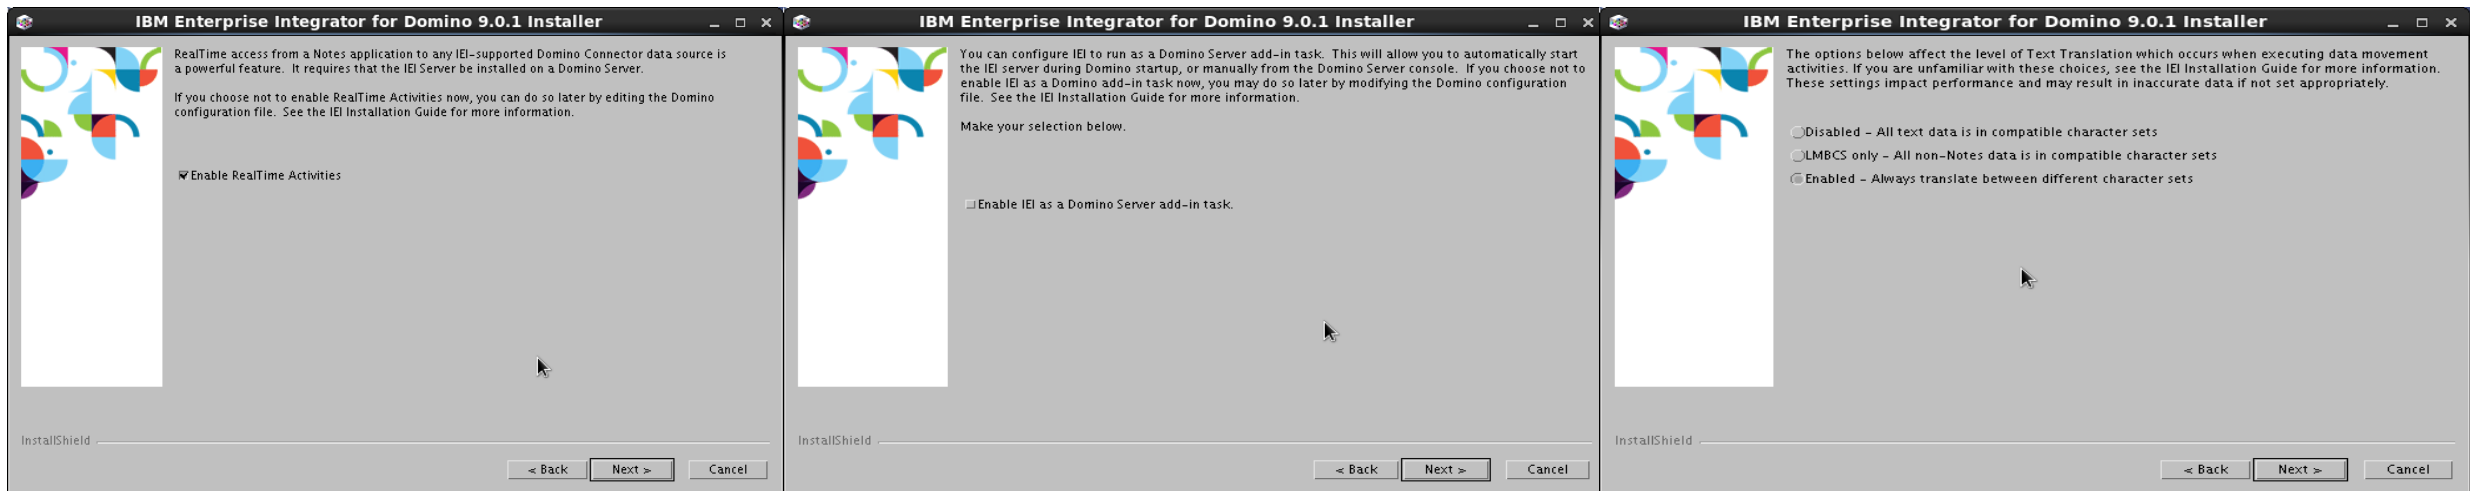 IBM Enterprise Integrator for Domino 9.0.1 Installer
RealTime access from a Notes application to any IEI-supported Domino Connector data source is
a powerful feature. It requires that the IEI Server be installed on a Domino Server.
If you choose not to enable RealTime Activities now, you can do so later by editing the Domino
configuration file. See the IEI Installation Guide for more information.
Enable RealTime Activities
InstallShield
< Back
Next >
Cancel
IBM Enterprise Integrator for Domino 9.0.1 Installer
You can configure IEI to run as a Domino Server add-in task. This will allow you to automatically start
the IEI server during Domino startup, or manually from the Domino Server console. If you choose not to
enable IEI as a Domino add-in task now, you may do so later by modifying the Domino configuration
file. See the IEI Installation Guide for more information.
Make your selection below.
Enable IEI as a Domino Server add-in task.
InstallShield
< Back
Next >
Cancel
IBM Enterprise Integrator for Domino 9.0.1 Installer
The options below affect the level of Text Translation which occurs when executing data movement
activities. If you are unfamiliar with these choices, see the IEI Installation Guide for more information.
These settings impact performance and may result in inaccurate data if not set appropriately.
Disabled - All text data is in compatible character sets
LMBCS only - All non-Notes data is in compatible character sets
Enabled - Always translate between different character sets
InstallShield
< Back
Next >
Cancel